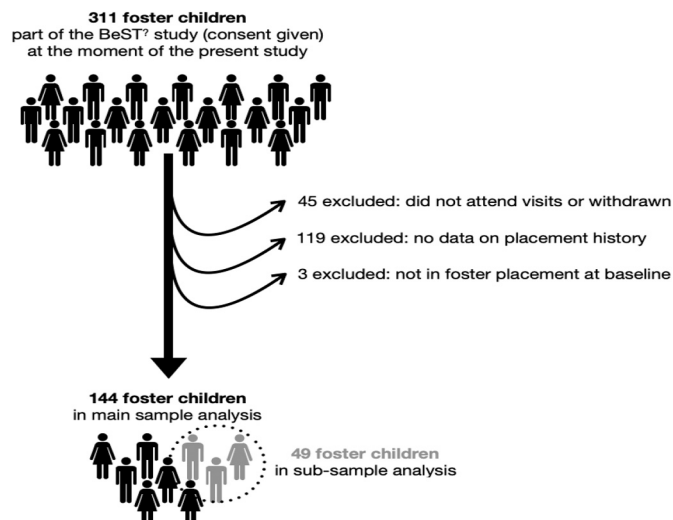 311 foster children
part of the BeST? study (consent given)
at the moment of the present study
45 excluded: did not attend visits or withdrawn
119 excluded: no data on placement history
3 excluded: not in foster placement at baseline
144 foster children
in main sample analysis
49 foster children
in sub-sample analysis